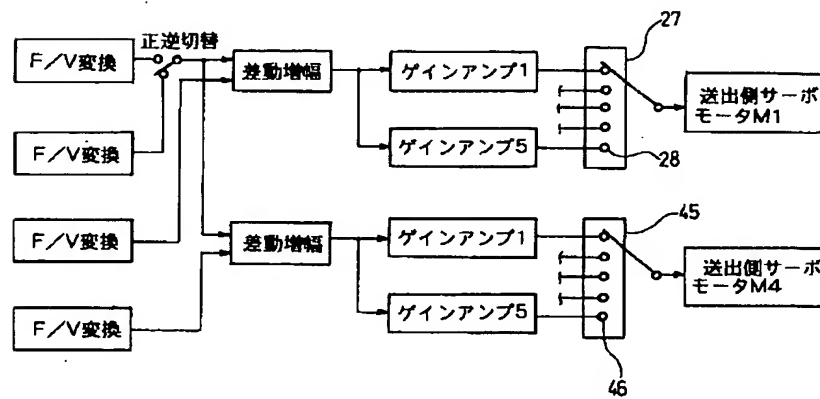 正逆切替
F/V変換
F/V変換
F/V変換
F/V変換
差動増幅
差動増幅
ゲインアンプ1
ゲインアンプ5
27
28
送出側サーボ
モータM1
ゲインアンプ1
ゲインアンプ5
45
46
送出側サーボ
モータM4